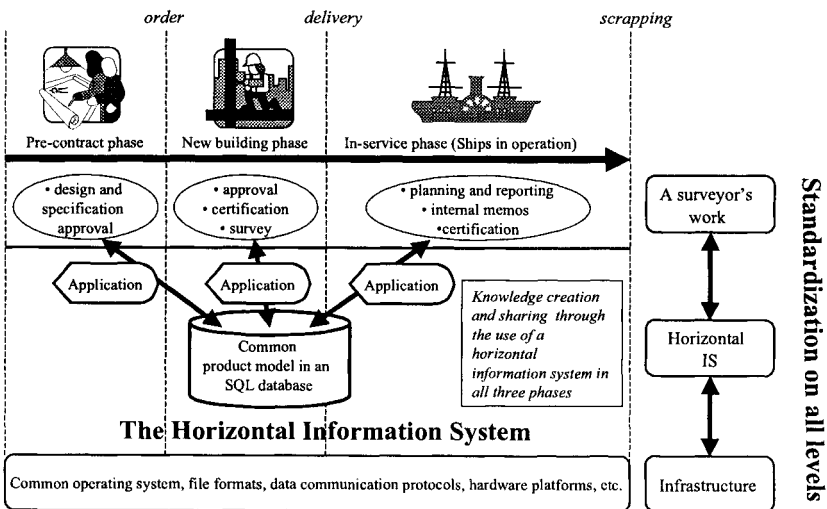 order
delivery
scrapping
Pre-contract phase
New building phase
In-service phase (Ships in operation)
• design and
specification
approval
• approval
• certification
• survey
• planning and reporting
• internal memos
•certification
A surveyor's
work
Application
Application
Application
Knowledge creation
and sharing through
the use of a
horizontal
information system in
all three phases
Common
product model in an
SQL database
Horizontal
IS
The Horizontal Information System
Common operating system, file formats, data communication protocols, hardware platforms, etc.
Infrastructure
Standardization on all levels